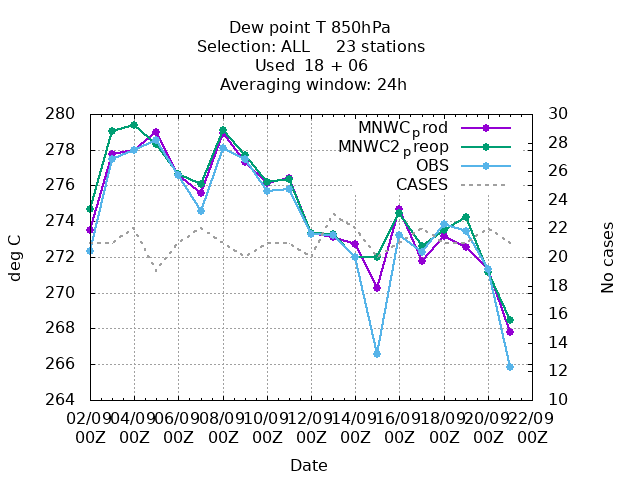 Dew point T 850hPa
Selection: ALL 23 stations
Used 18 + 06
Averaging window: 24h
280 30
MNWCprod
278 28
MNWC2preop
OBS
276 26
CASES
24
274 22
272 20
270 18
268 16
14
266 12
264 10
deg C
No cases
02/09 04/09 06/09 08/09 10/09 12/09 14/09 16/09 18/09 20/09 22/09
00Z 00Z 00Z 00Z 00Z 00Z 00Z 00Z 00Z 00Z 00Z
Date